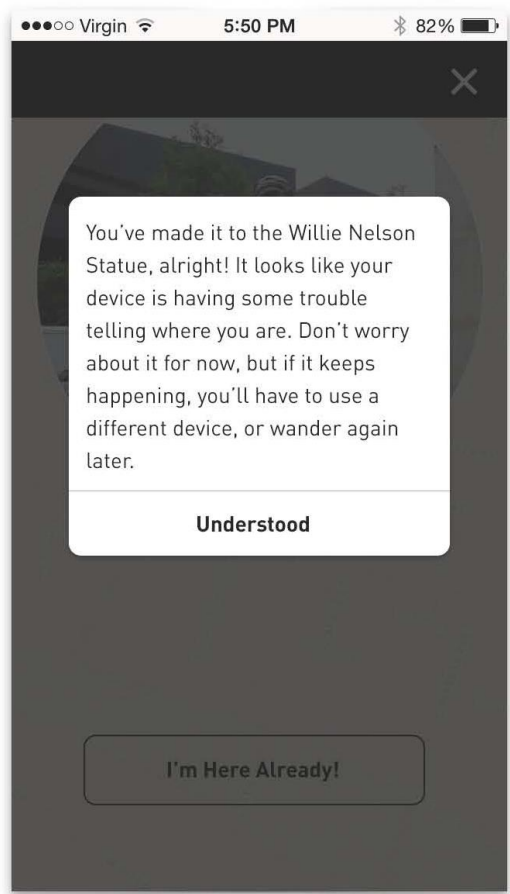 Virgin 5:50 PM 82%
You've made it to the Willie Nelson
Statue, alright! It looks like your
device is having some trouble
telling where you are. Don't worry
about it for now, but if it keeps
happening, you'll have to use a
different device, or wander again
later.
Understood
I'm Here Already!